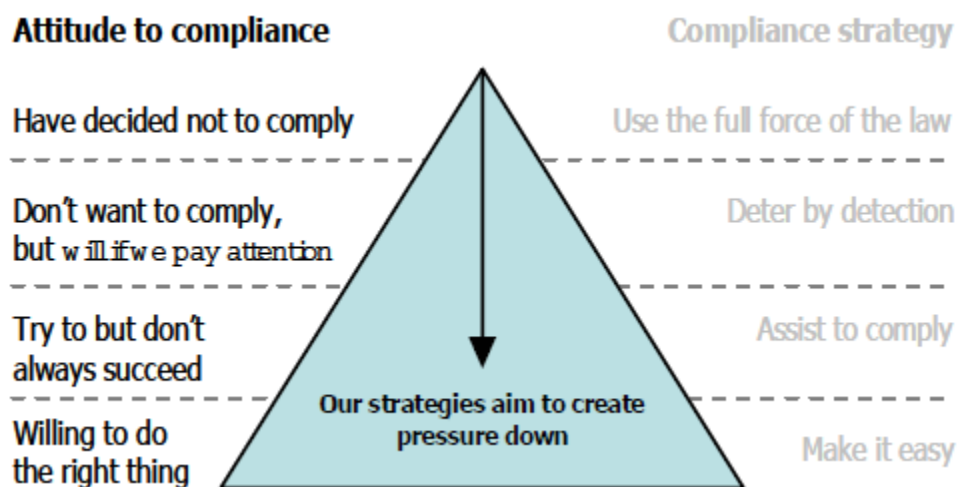 Attitude to compliance
Compliance strategy
Have decided not to comply
Use the full force of the law
Don't want to comply,
but will if we pay attention
Deter by detection
Try to but don't
always succeed
Assist to comply
Our strategies aim to create
pressure down
Willing to do
the right thing
Make it easy